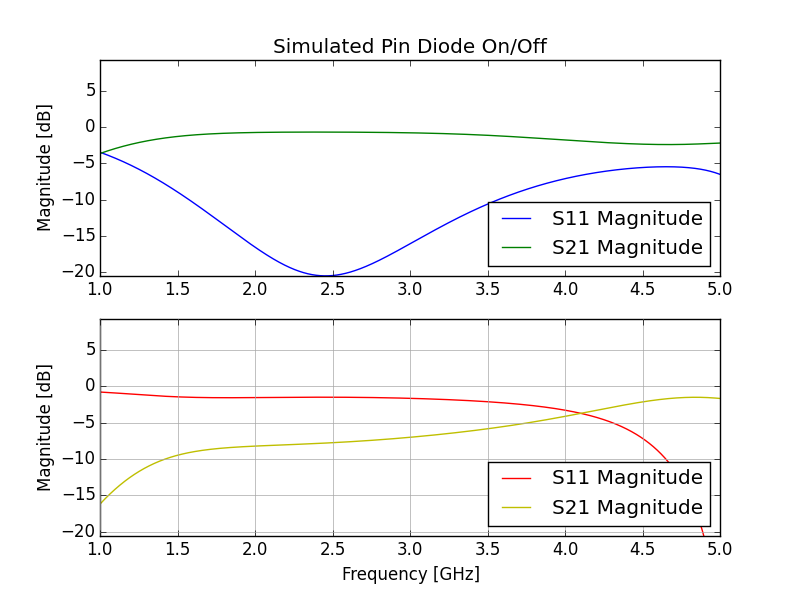 Simulated Pin Diode On/Off
Magnitude [dB]
5
0
−5
−10
−15
−20
S11 Magnitude
S21 Magnitude
1.0 1.5 2.0 2.5 3.0 3.5 4.0 4.5 5.0
Magnitude [dB]
5
0
−5
−10
−15
−20
S11 Magnitude
S21 Magnitude
1.0 1.5 2.0 2.5 3.0 3.5 4.0 4.5 5.0
Frequency [GHz]